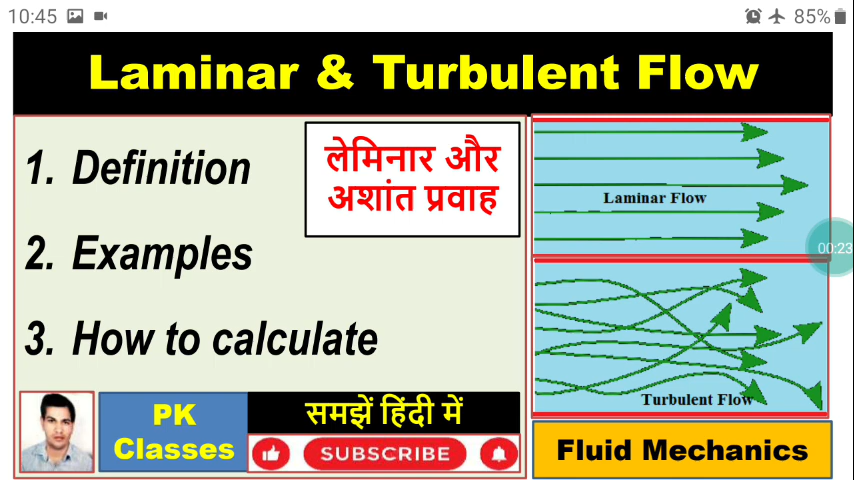 10:45
85%
Laminar & Turbulent Flow
1. Definition
लेमिनार और
अशांत प्रवाह
2. Examples
3. How to calculate
Laminar Flow
00:23
Turbulent Flow
PK
Classes
समझें हिंदी में
SUBSCRIBE
Fluid Mechanics